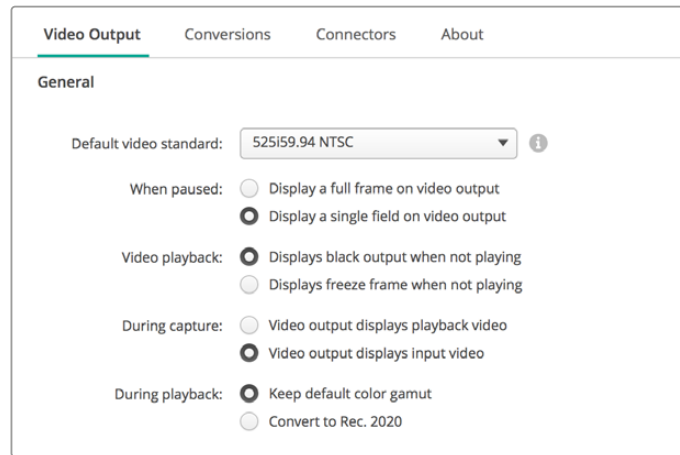 Video Output Conversions Connectors About
General
Default video standard: 525i59.94 NTSC
When paused: Display a full frame on video output
Display a single field on video output
Video playback: Displays black output when not playing
Displays freeze frame when not playing
During capture: Video output displays playback video
Video output displays input video
During playback: Keep default color gamut
Convert to Rec. 2020